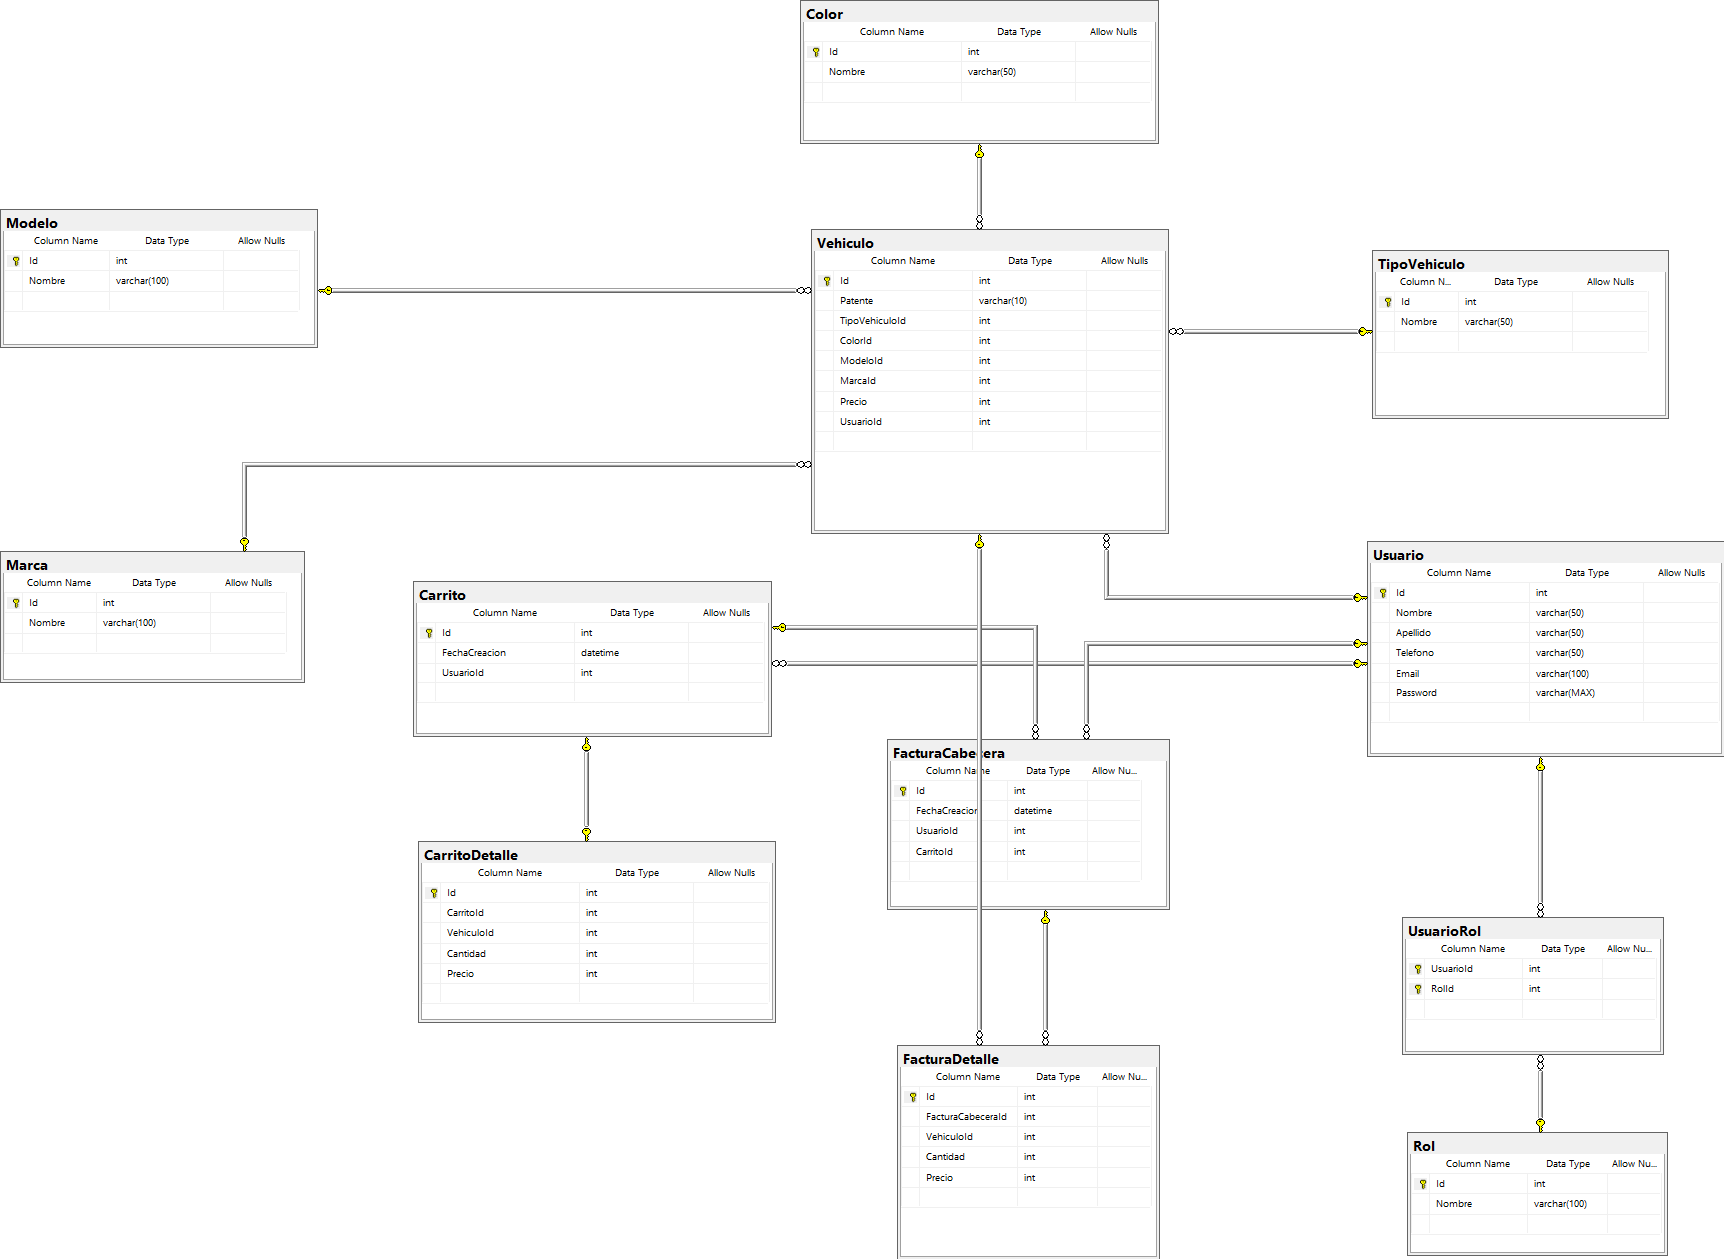 Color
Column Name Data Type Allow Nulls
Id int
Nombre varchar(50)
Modelo
Column Name Data Type Allow Nulls
Id int
Nombre varchar(100)
Vehiculo
Column Name Data Type Allow Nulls
Id int
Patente varchar(10)
TipoVehiculoId int
ColorId int
ModeloId int
MarcaId int
Precio int
UsuarioId int
TipoVehiculo
Column N... Data Type Allow Nulls
Id int
Nombre varchar(50)
Marca
Column Name Data Type Allow Nulls
Id int
Nombre varchar(100)
Carrito
Column Name Data Type Allow Nulls
Id int
FechaCreacion datetime
UsuarioId int
Usuario
Column Name Data Type Allow Nulls
Id int
Nombre varchar(50)
Apellido varchar(50)
Telefono varchar(50)
Email varchar(100)
Password varchar(MAX)
FacturaCabecera
Column Name Data Type Allow Nu...
Id int
FechaCreacion datetime
UsuarioId int
CarritoId int
CarritoDetalle
Column Name Data Type Allow Nulls
Id int
CarritoId int
VehiculoId int
Cantidad int
Precio int
UsuarioRol
Column Name Data Type Allow Nu...
UsuarioId int
RolId int
FacturaDetalle
Column Name Data Type Allow Nu...
Id int
FacturaCabeceraId int
VehiculoId int
Cantidad int
Precio int
Rol
Column Name Data Type Allow Nu...
Id int
Nombre varchar(100)